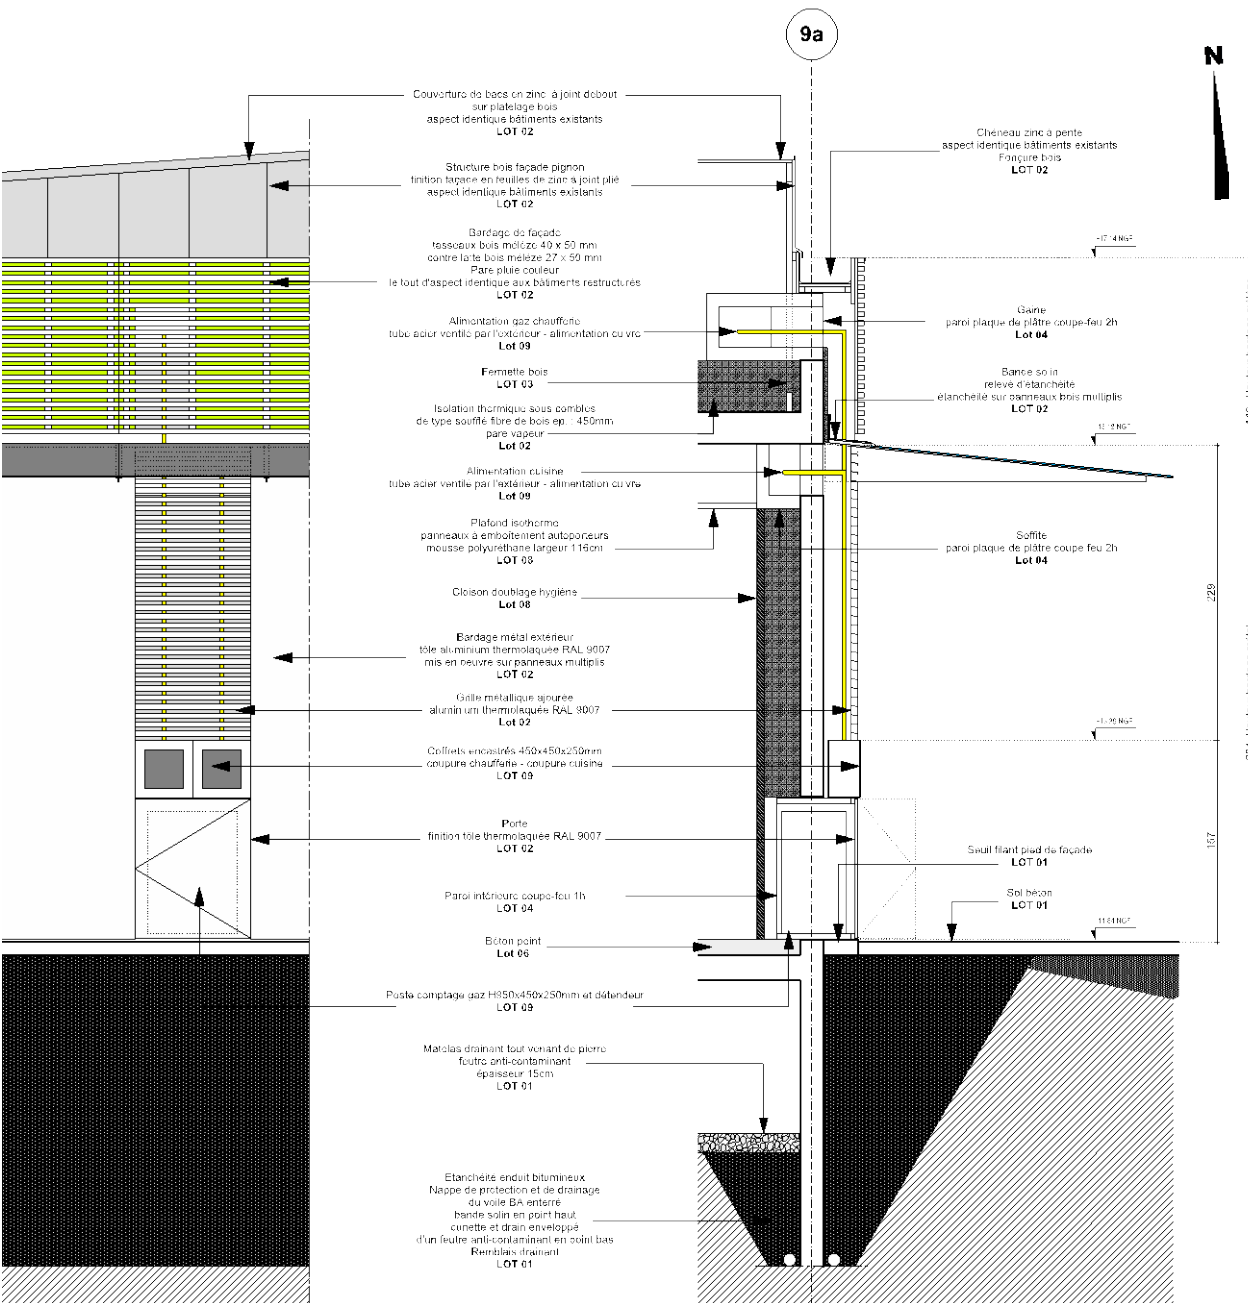 9a
N
Couverture de bacs en zinc à joint debout
sur platelage bois
aspect identique bâtiments existants
LOT 02
Chéneau zinc à pente
aspect identique bâtiments existants
Fonçure bois
LOT 02
Structure bois façade pignon
finition façade en feuilles de zinc à joint plié
aspect identique bâtiments existants
LOT 02
Bardage de façade
tasseaux bois mélèze 40 x 50 mm
contre latte bois mélèze 27 x 50 mm
Pare pluie couleur
le tout d'aspect identique aux bâtiments restructurés
LOT 02
Alimentation gaz chaufferie
tube acier ventilé par l'extérieur - alimentation cuivre
Lot 09
Gaine
paroi plaque de plâtre coupe-feu 2h
Lot 04
Fermette bois
LOT 03
Bande solin
relevé d'étanchéité
étanchéité sur panneaux bois multiplis
LOT 02
Isolation thermique sous combles
de type soufflé fibre de bois ep. : 450mm
pare vapeur
Lot 02
Alimentation cuisine
tube acier ventilé par l'extérieur - alimentation cuivre
Lot 09
Plafond isotherme
panneaux à emboitement autoporteurs
mousse polyuréthane largeur 116cm
LOT 08
Soffite
paroi plaque de plâtre coupe feu 2h
Lot 04
Cloison doublage hygiène
Lot 08
229
Bardage métal extérieur
tôle aluminium thermolaquée RAL 9007
mis en oeuvre sur panneaux multiplis
LOT 02
Grille métallique ajourée
aluminium thermolaquée RAL 9007
Lot 02
Coffrets encastrés 450x450x250mm
coupure chaufferie - coupure cuisine
LOT 09
Porte
finition tôle thermolaquée RAL 9007
LOT 02
157
Seuil filant pied de façade
LOT 01
Paroi intérieure coupe-feu 1h
LOT 04
Sol béton
LOT 01
Béton peint
Lot 06
Poste comptage gaz H850x450x250mm et détendeur
LOT 09
Matelas drainant tout venant de pierre
feutre anti-contaminant
épaisseur 15cm
LOT 01
Etanchéité enduit bitumineux
Nappe de protection et de drainage
du voile BA enterré
bande solin en point haut
cunette et drain enveloppé
d'un feutre anti-contaminant en point bas
Remblais drainant
LOT 01